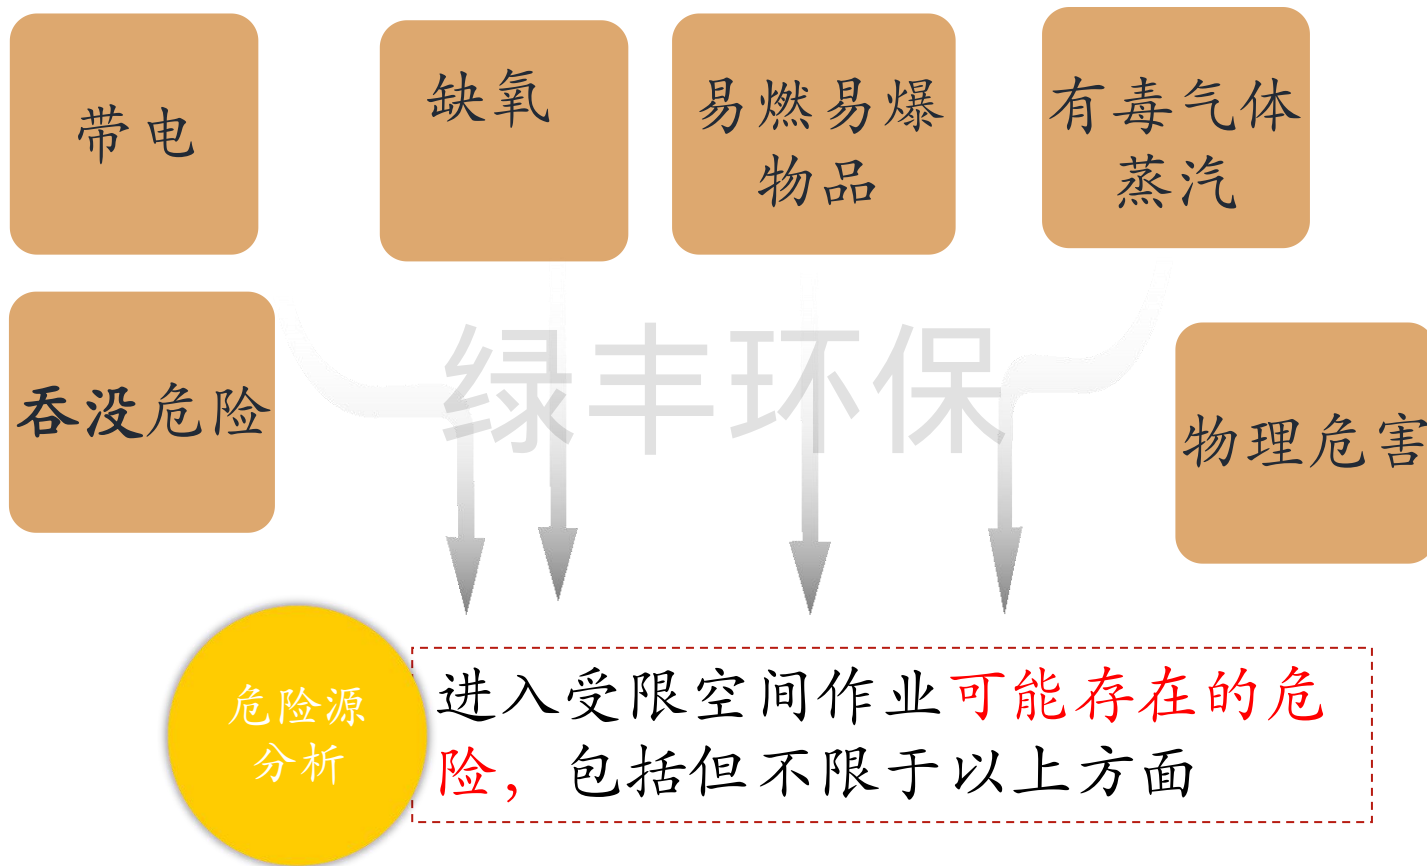 带电
缺氧
易燃易爆
物品
有毒气体
蒸汽
吞没危险
绿丰环保
物理危害
危险源
分析
进入受限空间作业可能存在的危
险，包括但不限于以上方面